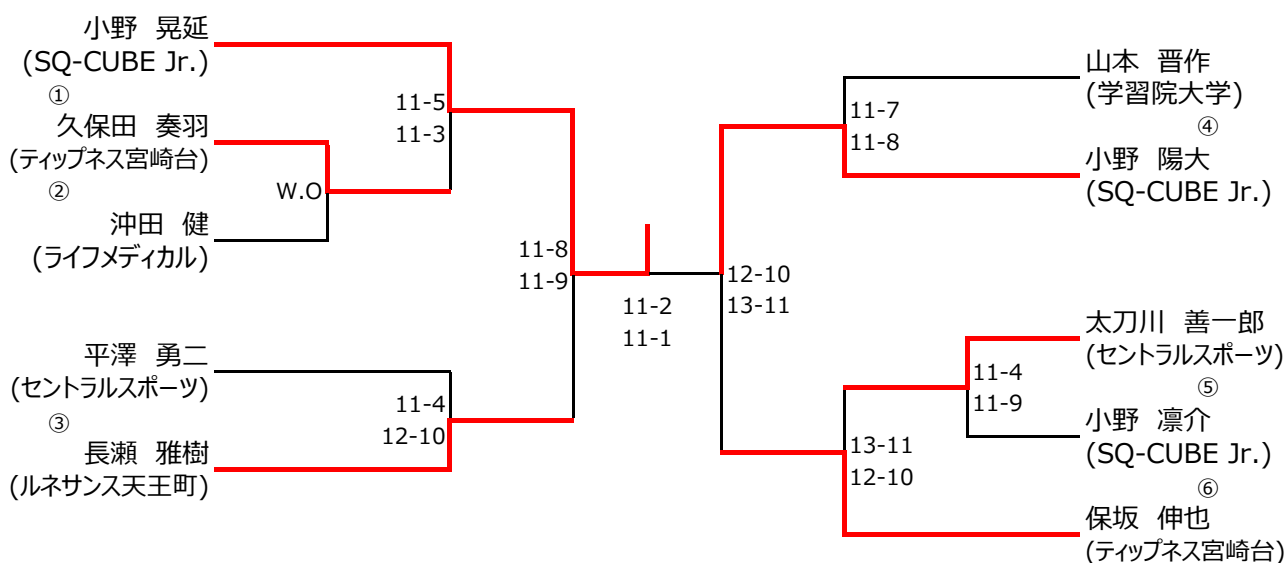 小野 晃延
(SQ-CUBE Jr.)
①
久保田 奏羽
(ティップネス宮崎台)
②
沖田 健
(ライフメディカル)
平澤 勇二
(セントラルスポーツ)
③
長瀬 雅樹
(ルネサンス天王町)
11-5
11-3
W.O
11-4
12-10
11-8
11-9
11-2
11-1
12-10
13-11
11-7
11-8
13-11
12-10
11-4
11-9
山本 晋作
(学習院大学)
④
小野 陽大
(SQ-CUBE Jr.)
太刀川 善一郎
(セントラルスポーツ)
⑤
小野 凛介
(SQ-CUBE Jr.)
⑥
保坂 伸也
(ティップネス宮崎台)